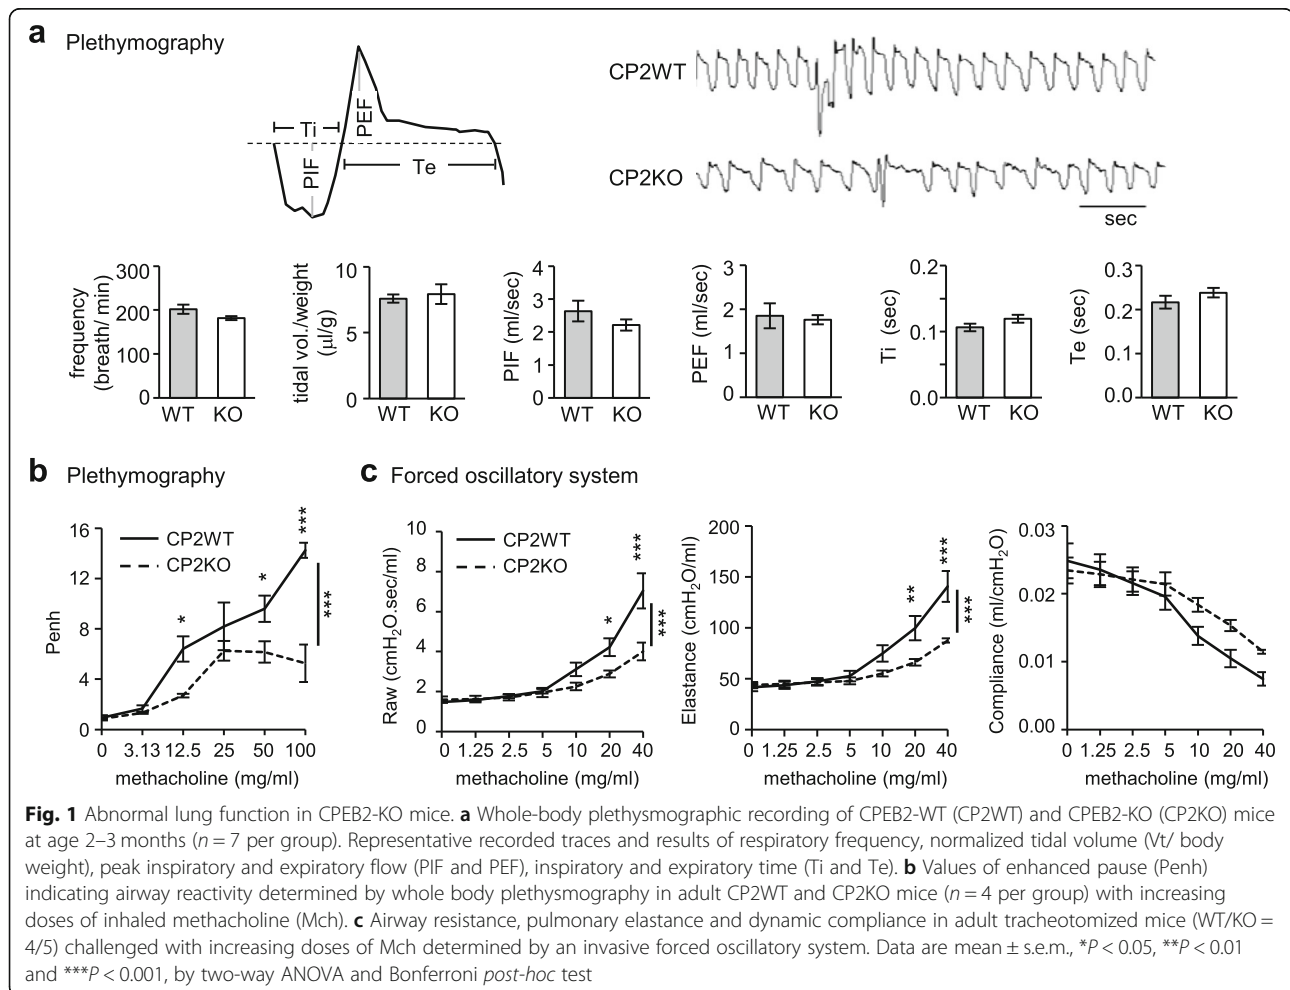 a Plethymography
Ti
PEF
PIF
Te
CP2WT
CP2KO
sec
frequency
(breath/ min)
300
200
100
0
WT KO
tidal vol./weight
(µl/g)
10
5
0
WT KO
PIF (ml/sec)
4
3
2
1
0
WT KO
PEF (ml/sec)
3
2
1
0
WT KO
Ti (sec)
0.2
0.1
0.0
WT KO
Te (sec)
0.3
0.2
0.3
0.0
WT KO
b Plethymography
Penh
16
12
8
4
0
CP2WT
CP2KO
*
*
***
***
0 3.13 12.5 25 50 100
methacholine (mg/ml)
c Forced oscillatory system
Raw (cmH₂O.sec/ml)
10
8
6
4
2
0
CP2WT
CP2KO
*
***
***
0 1.25 2.5 5 10 20 40
methacholine (mg/ml)
Elastance (cmH₂O/ml)
200
150
100
50
0
**
***
***
0 1.25 2.5 5 10 20 40
methacholine (mg/ml)
Compliance (ml/cmH₂O)
0.03
0.02
0.01
0.00
0 1.25 2.5 5 10 20 40
methacholine (mg/ml)
Fig. 1 Abnormal lung function in CPEB2-KO mice. a Whole-body plethysmographic recording of CPEB2-WT (CP2WT) and CPEB2-KO (CP2KO) mice
at age 2–3 months (n = 7 per group). Representative recorded traces and results of respiratory frequency, normalized tidal volume (Vt/ body
weight), peak inspiratory and expiratory flow (PIF and PEF), inspiratory and expiratory time (Ti and Te). b Values of enhanced pause (Penh)
indicating airway reactivity determined by whole body plethysmography in adult CP2WT and CP2KO mice (n = 4 per group) with increasing
doses of inhaled methacholine (Mch). c Airway resistance, pulmonary elastance and dynamic compliance in adult tracheotomized mice (WT/KO =
4/5) challenged with increasing doses of Mch determined by an invasive forced oscillatory system. Data are mean ± s.e.m., *P < 0.05, **P < 0.01
and ***P < 0.001, by two-way ANOVA and Bonferroni post-hoc test